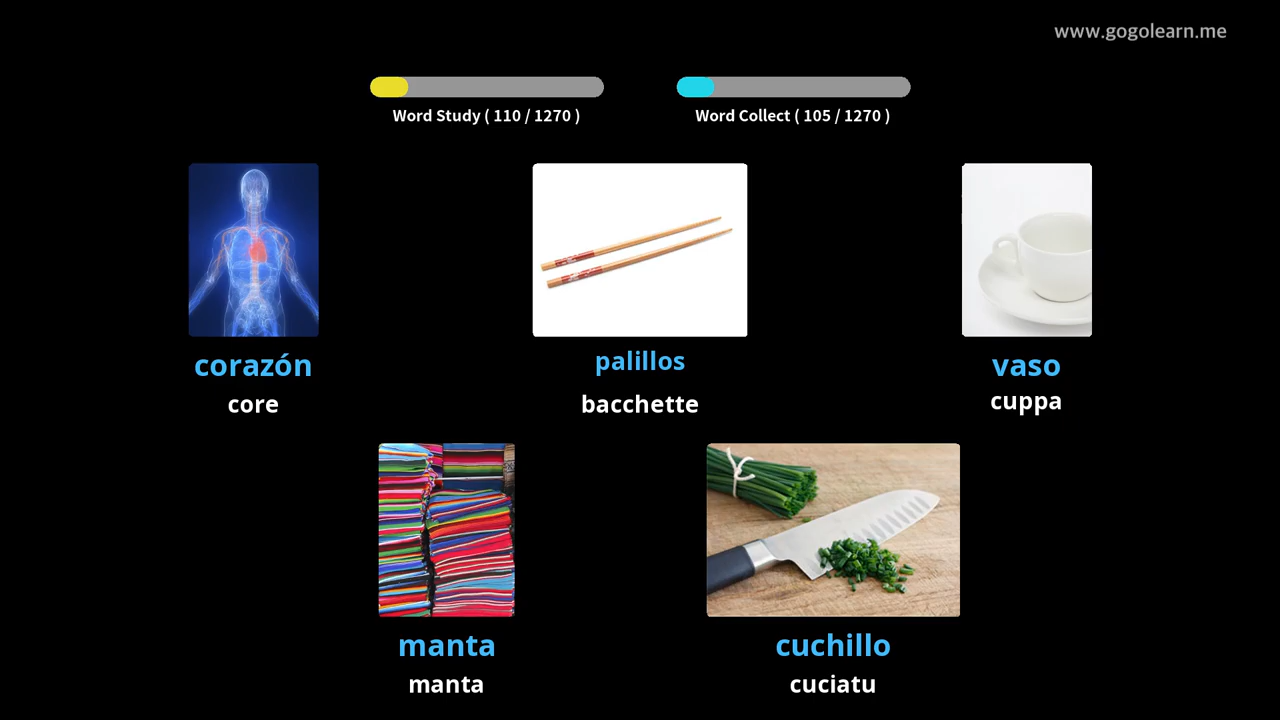 www.gogolearn.me
Word Study ( 110 / 1270 )
Word Collect ( 105 / 1270 )
corazón
core
palillos
bacchette
vaso
cuppa
manta
manta
cuchillo
cuciatu